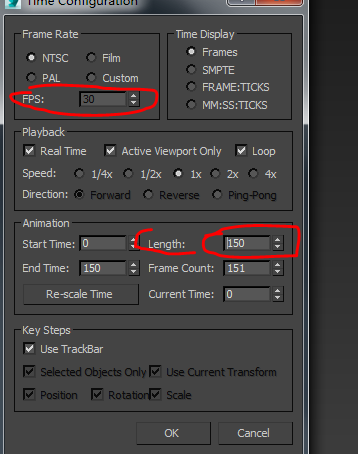 Time Configuration
Frame Rate
NTSC Film
PAL Custom
FPS: 30
Time Display
Frames
SMPTE
FRAME:TICKS
MM:SS:TICKS
Playback
Real Time Active Viewport Only Loop
Speed: 1/4x 1/2x 1x 2x 4x
Direction: Forward Reverse Ping-Pong
Animation
Start Time: 0 Length: 150
End Time: 150 Frame Count: 151
Re-scale Time Current Time: 0
Key Steps
Use TrackBar
Selected Objects Only Use Current Transform
Position Rotation Scale
OK Cancel